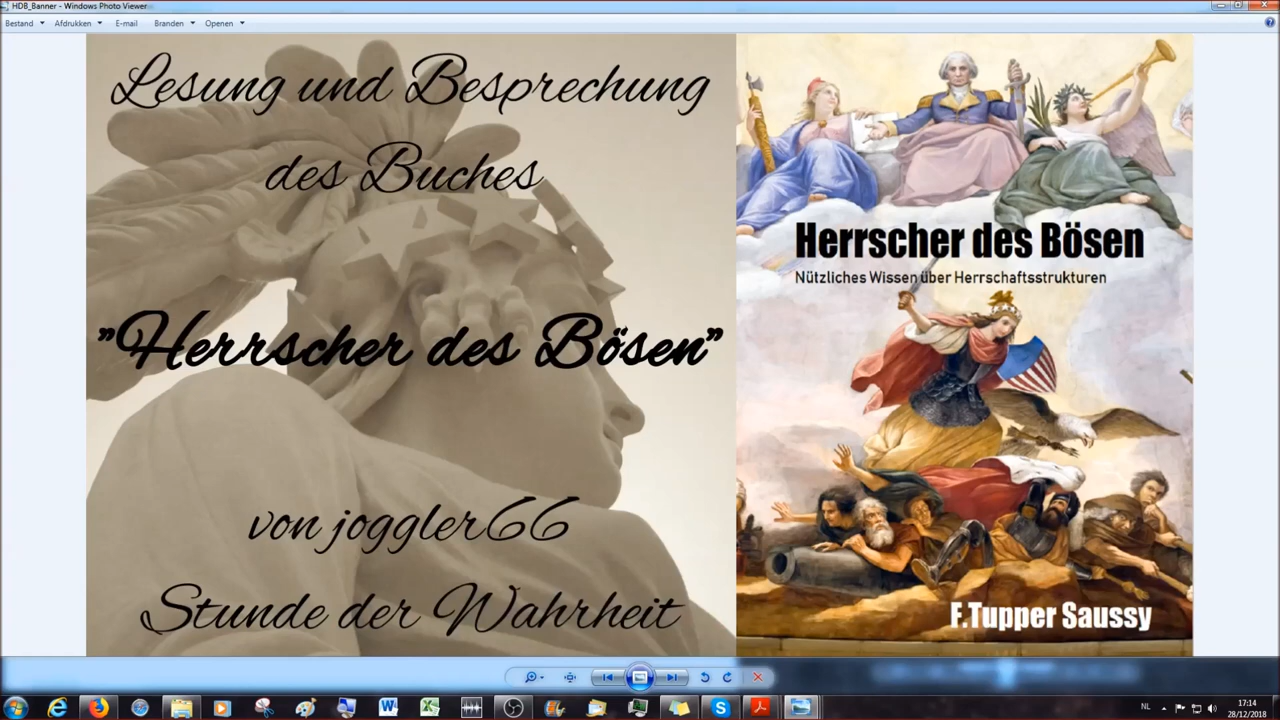 HDB_Banner - Windows Photo Viewer
Bestand Afdrukken E-mail Branden Openen
Lesung und Besprechung
des Buches
"Herrscher des Bösen"
von joggler66
Stunde der Wahrheit
Herrscher des Bösen
Nützliches Wissen über Herrschaftsstrukturen
F.Tupper Saussy
NL
17:14
28/12/2018